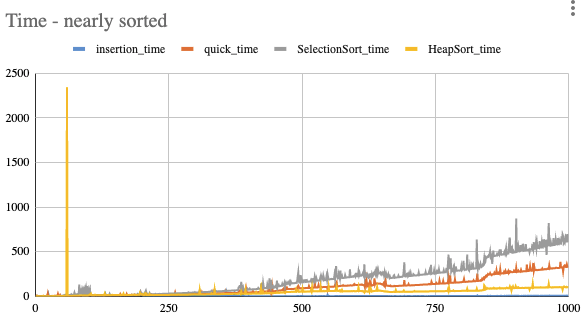 Time - nearly sorted
insertion_time quick_time SelectionSort_time HeapSort_time
2500
2000
1500
1000
500
0
0 250 500 750 1000